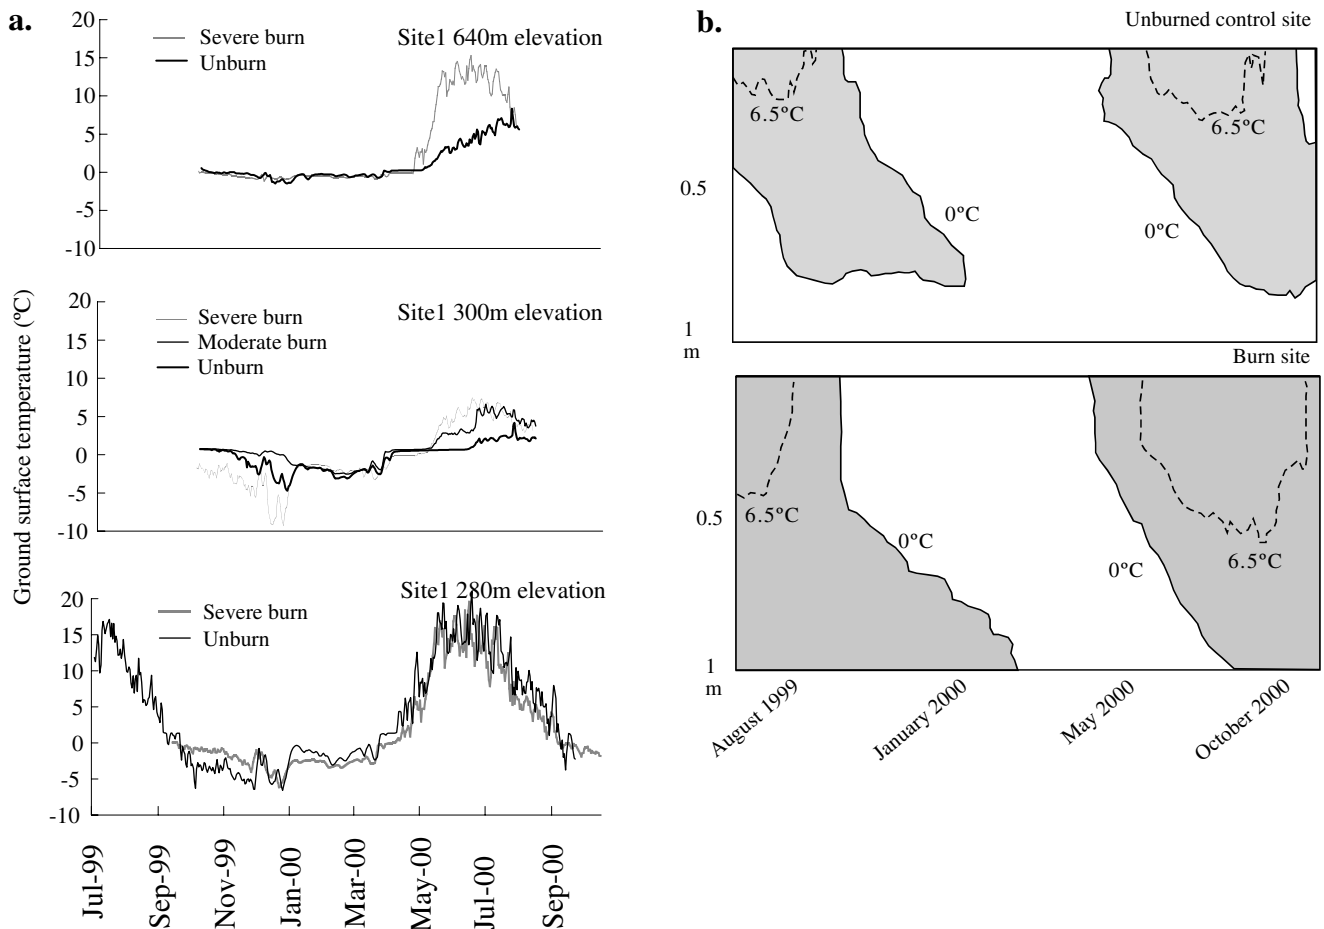 a.
Ground surface temperature (ºC)
20
15
10
5
0
-5
-10
Severe burn
Unburn
Site1 640m elevation
20
15
10
5
0
-5
-10
Severe burn
Moderate burn
Unburn
Site1 300m elevation
20
15
10
5
0
-5
-10
Severe burn
Unburn
Site1 280m elevation
Jul-99
Sep-99
Nov-99
Jan-00
Mar-00
May-00
Jul-00
Sep-00
b.
Unburned control site
6.5ºC
6.5ºC
0.5
0ºC
0ºC
1
m
Burn site
6.5ºC
0.5
0ºC
0ºC
6.5ºC
1
m
August 1999
January 2000
May 2000
October 2000